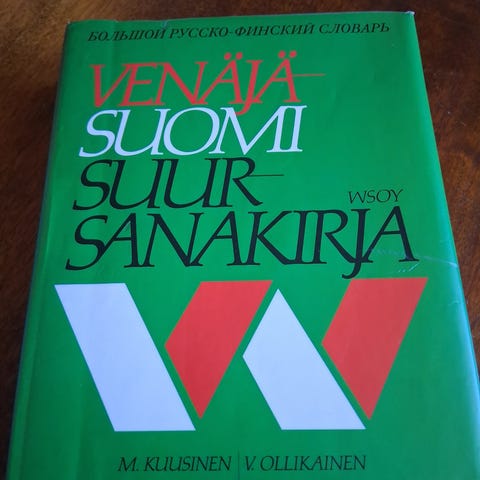 БОЛЬШОЙ РУССКО-ФИНСКИЙ СЛОВАРЬ
VENÄJÄ-
SUOMI
SUUR-
WSOY
SANAKIRJA
M. KUUSINEN V. OLLIKAINEN